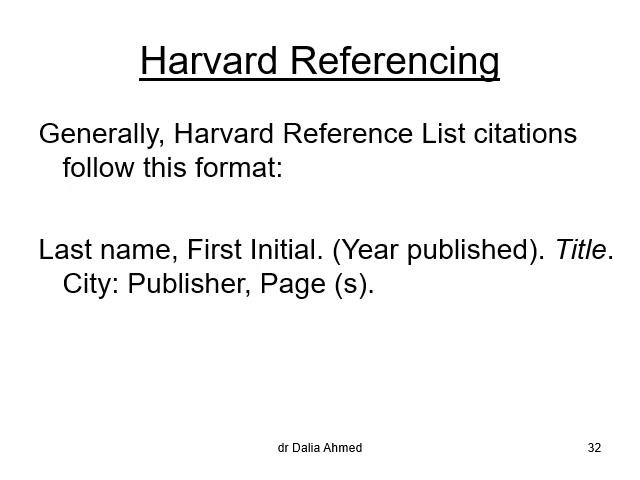 Harvard Referencing
Generally, Harvard Reference List citations
follow this format:
Last name, First Initial. (Year published). Title.
City: Publisher, Page (s).
dr Dalia Ahmed
32